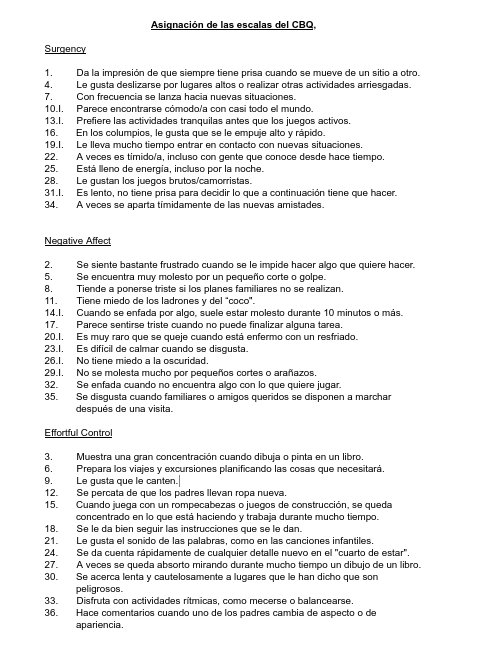 Asignación de las escalas del CBQ,
Surgency
1. Da la impresión de que siempre tiene prisa cuando se mueve de un sitio a otro.
4. Le gusta deslizarse por lugares altos o realizar otras actividades arriesgadas.
7. Con frecuencia se lanza hacia nuevas situaciones.
10.I. Parece encontrarse cómodo/a con casi todo el mundo.
13.I. Prefiere las actividades tranquilas antes que los juegos activos.
16. En los columpios, le gusta que se le empuje alto y rápido.
19.I. Le lleva mucho tiempo entrar en contacto con nuevas situaciones.
22. A veces es tímido/a, incluso con gente que conoce desde hace tiempo.
25. Está lleno de energía, incluso por la noche.
28. Le gustan los juegos brutos/camorristas.
31.I. Es lento, no tiene prisa para decidir lo que a continuación tiene que hacer.
34. A veces se aparta tímidamente de las nuevas amistades.
Negative Affect
2. Se siente bastante frustrado cuando se le impide hacer algo que quiere hacer.
5. Se encuentra muy molesto por un pequeño corte o golpe.
8. Tiende a ponerse triste si los planes familiares no se realizan.
11. Tiene miedo de los ladrones y del “coco”.
14.I. Cuando se enfada por algo, suele estar molesto durante 10 minutos o más.
17. Parece sentirse triste cuando no puede finalizar alguna tarea.
20.I. Es muy raro que se queje cuando está enfermo con un resfriado.
23.I. Es difícil de calmar cuando se disgusta.
26.I. No tiene miedo a la oscuridad.
29.I. No se molesta mucho por pequeños cortes o arañazos.
32. Se enfada cuando no encuentra algo con lo que quiere jugar.
35. Se disgusta cuando familiares o amigos queridos se disponen a marchar
después de una visita.
Effortful Control
3. Muestra una gran concentración cuando dibuja o pinta en un libro.
6. Prepara los viajes y excursiones planificando las cosas que necesitará.
9. Le gusta que le canten.
12. Se percata de que los padres llevan ropa nueva.
15. Cuando juega con un rompecabezas o juegos de construcción, se queda
concentrado en lo que está haciendo y trabaja durante mucho tiempo.
18. Se le da bien seguir las instrucciones que se le dan.
21. Le gusta el sonido de las palabras, como en las canciones infantiles.
24. Se da cuenta rápidamente de cualquier detalle nuevo en el "cuarto de estar".
27. A veces se queda absorto mirando durante mucho tiempo un dibujo de un libro.
30. Se acerca lenta y cautelosamente a lugares que le han dicho que son
peligrosos.
33. Disfruta con actividades rítmicas, como mecerse o balancearse.
36. Hace comentarios cuando uno de los padres cambia de aspecto o de
apariencia.